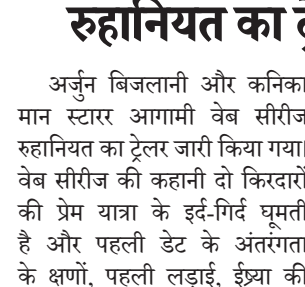 रुहानियत का
अर्जुन बिजलानी और कनिका
मान स्टारर आगामी वेब सीरीज
रुहानियत का ट्रेलर जारी किया गया।
वेब सीरीज की कहानी दो किरदारों
की प्रेम यात्रा के इर्द-गिर्द घूमती
है और पहली डेट के अंतरंगता
के क्षणों, पहली लड़ाई, ईष्र्या की